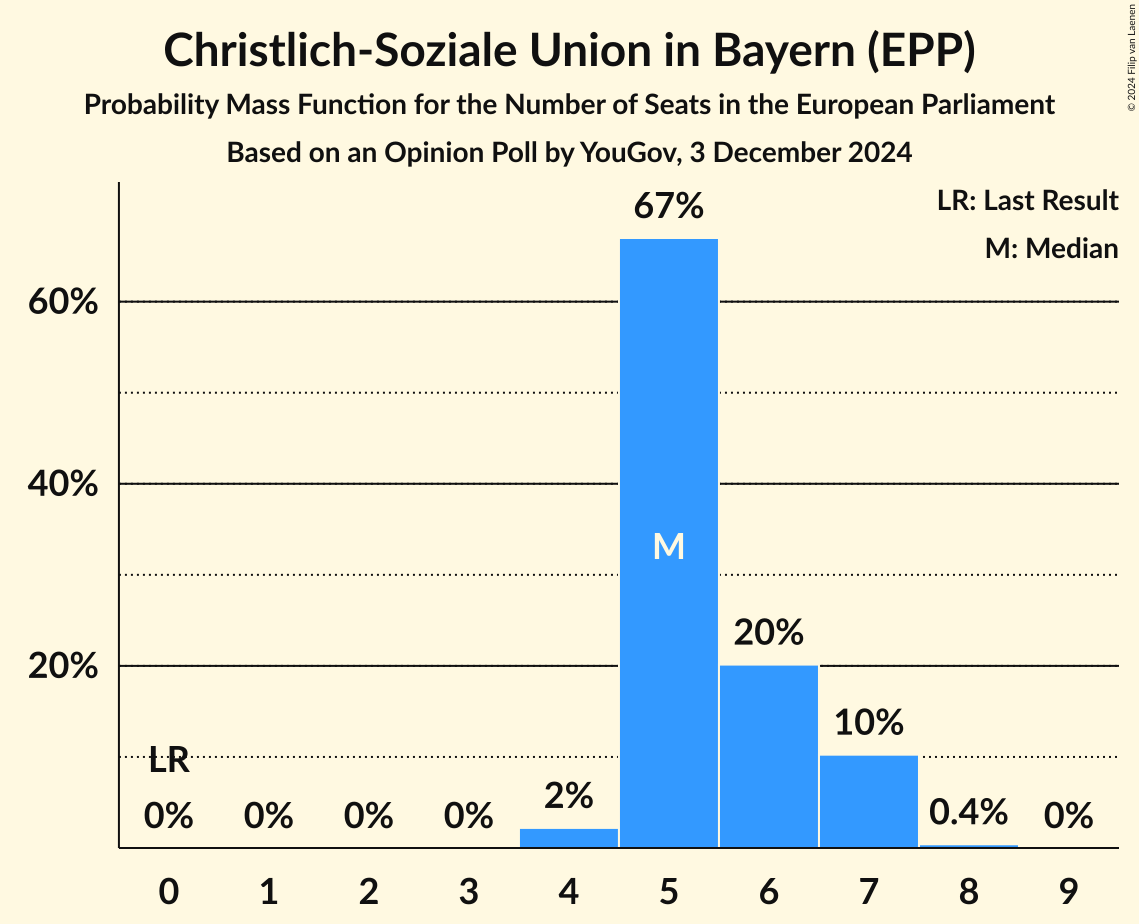 Christlich-Soziale Union in Bayern (EPP)
Probability Mass Function for the Number of Seats in the European Parliament
Based on an Opinion Poll by YouGov, 3 December 2024
© 2024 Filip van Laenen
LR: Last Result
M: Median
67%
60%
40%
M
20%
20%
10%
LR
2%
0% 0% 0% 0% 0.4% 0%
0 1 2 3 4 5 6 7 8 9